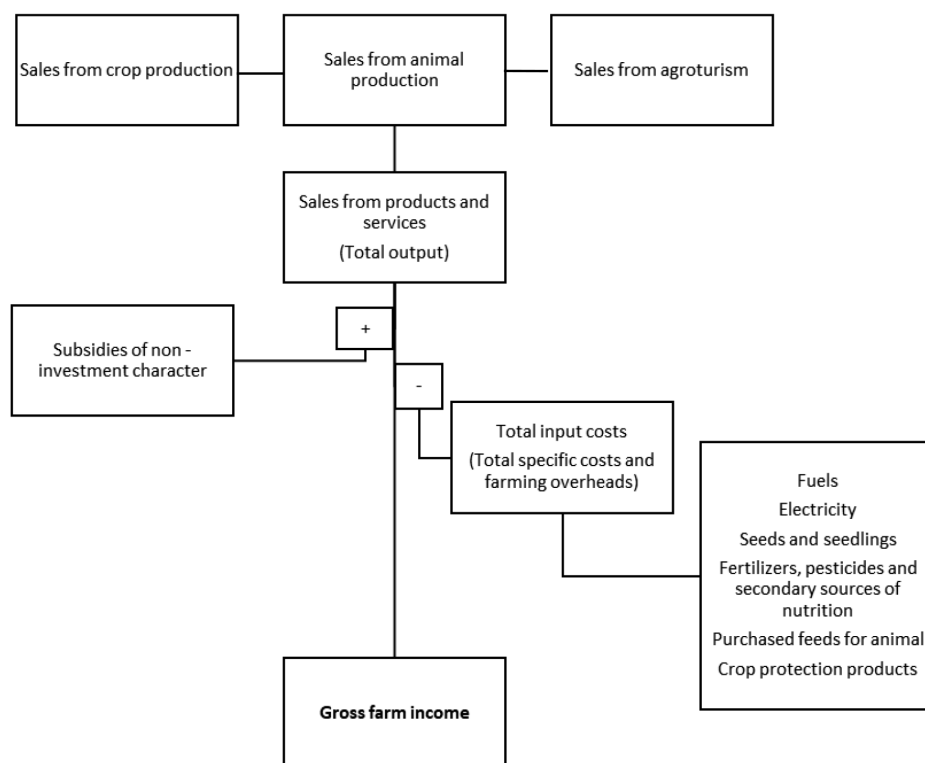 Sales from crop production
Sales from animal
production
Sales from agroturism
Sales from products and
services
(Total output)
+
Subsidies of non -
investment character
-
Total input costs
(Total specific costs and
farming overheads)
Fuels
Electricity
Seeds and seedlings
Fertilizers, pesticides and
secondary sources of
nutrition
Purchased feeds for animal
Crop protection products
Gross farm income